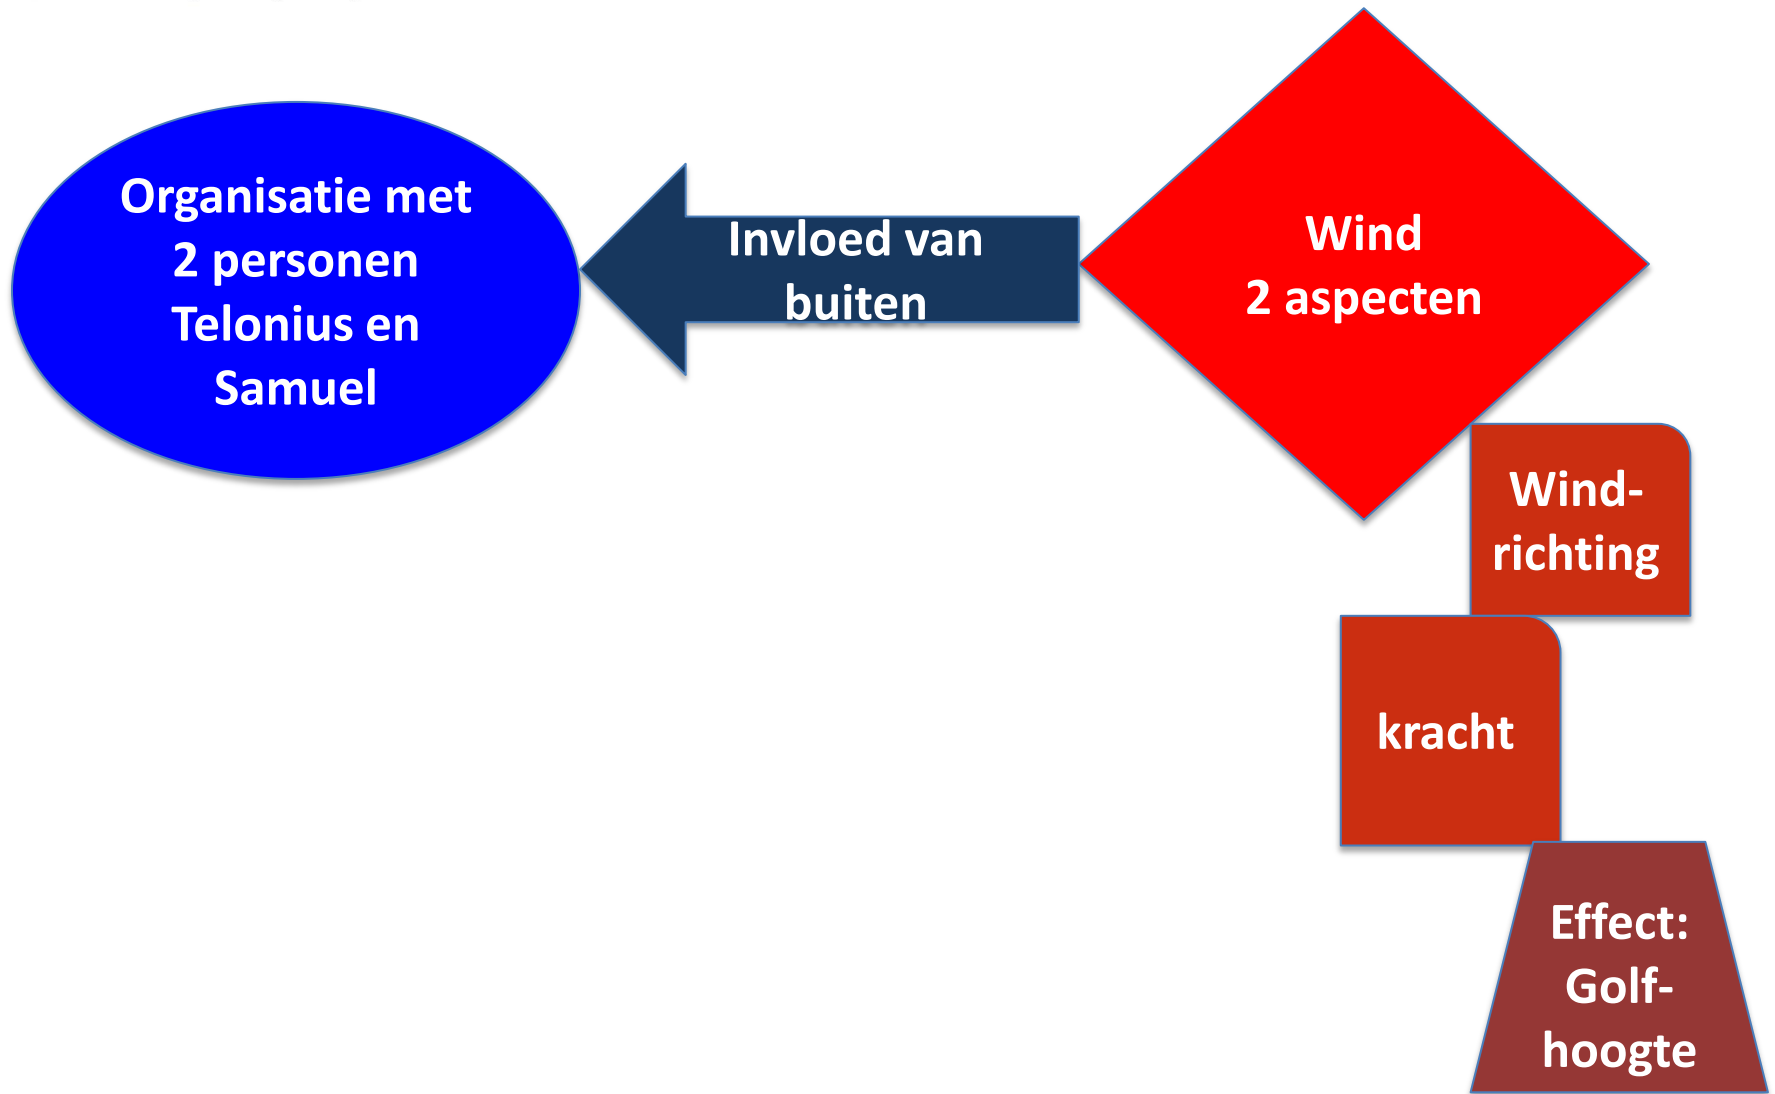 Organisatie met
2 personen
Telonius en
Samuel
Invloed van
buiten
Wind
2 aspecten
Wind-
richting
kracht
Effect:
Golf-
hoogte